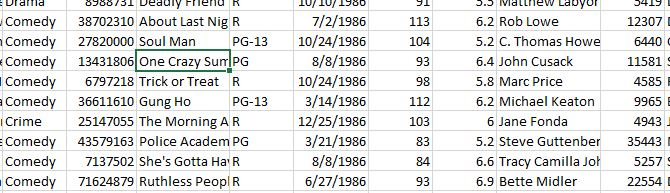 Drama 8988731 Deadly Friend R 10/10/1986 91 5.5 Matthew Labyor 5419
Comedy 38702310 About Last Nig R 7/2/1986 113 6.2 Rob Lowe 12307
Comedy 27820000 Soul Man PG-13 10/24/1986 104 5.2 C. Thomas Howe 6440
Comedy 13431806 One Crazy Sum PG 8/8/1986 93 6.4 John Cusack 11581
Comedy 6797218 Trick or Treat R 10/24/1986 98 5.8 Marc Price 4585
Comedy 36611610 Gung Ho PG-13 3/14/1986 112 6.2 Michael Keaton 9965
Crime 25147055 The Morning A R 12/25/1986 103 6 Jane Fonda 4943
Comedy 43579163 Police Academ PG 3/21/1986 83 5.2 Steve Guttenber 35443
Comedy 7137502 She's Gotta Hav R 8/8/1986 84 6.6 Tracy Camilla Joh 5257
Comedy 71624879 Ruthless Peopl R 6/27/1986 93 6.9 Bette Midler 22554